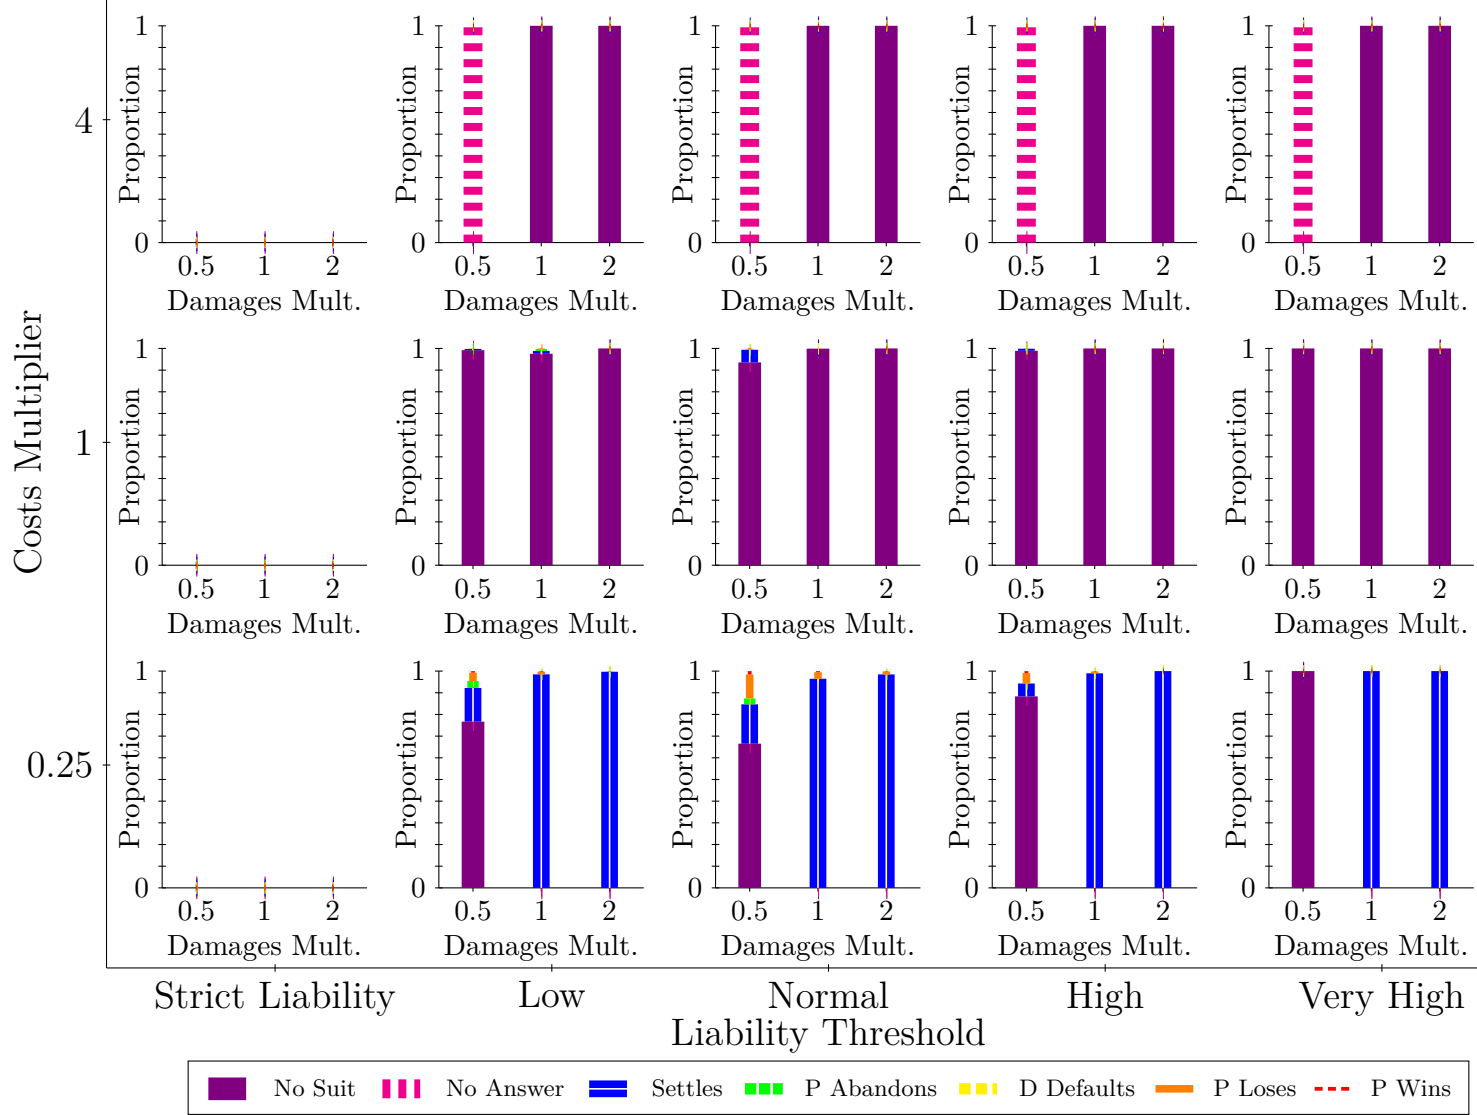 Costs Multiplier
4
Proportion
1
0
0.5 1 2
Damages Mult.
Proportion
1
0
0.5 1 2
Damages Mult.
Proportion
1
0
0.5 1 2
Damages Mult.
Proportion
1
0
0.5 1 2
Damages Mult.
Proportion
1
0
0.5 1 2
Damages Mult.
1
Proportion
1
0
0.5 1 2
Damages Mult.
Proportion
1
0
0.5 1 2
Damages Mult.
Proportion
1
0
0.5 1 2
Damages Mult.
Proportion
1
0
0.5 1 2
Damages Mult.
Proportion
1
0
0.5 1 2
Damages Mult.
0.25
Proportion
1
0
0.5 1 2
Damages Mult.
Proportion
1
0
0.5 1 2
Damages Mult.
Proportion
1
0
0.5 1 2
Damages Mult.
Proportion
1
0
0.5 1 2
Damages Mult.
Proportion
1
0
0.5 1 2
Damages Mult.
Strict Liability Low Normal High Very High
Liability Threshold
No Suit No Answer Settles P Abandons D Defaults P Loses P Wins